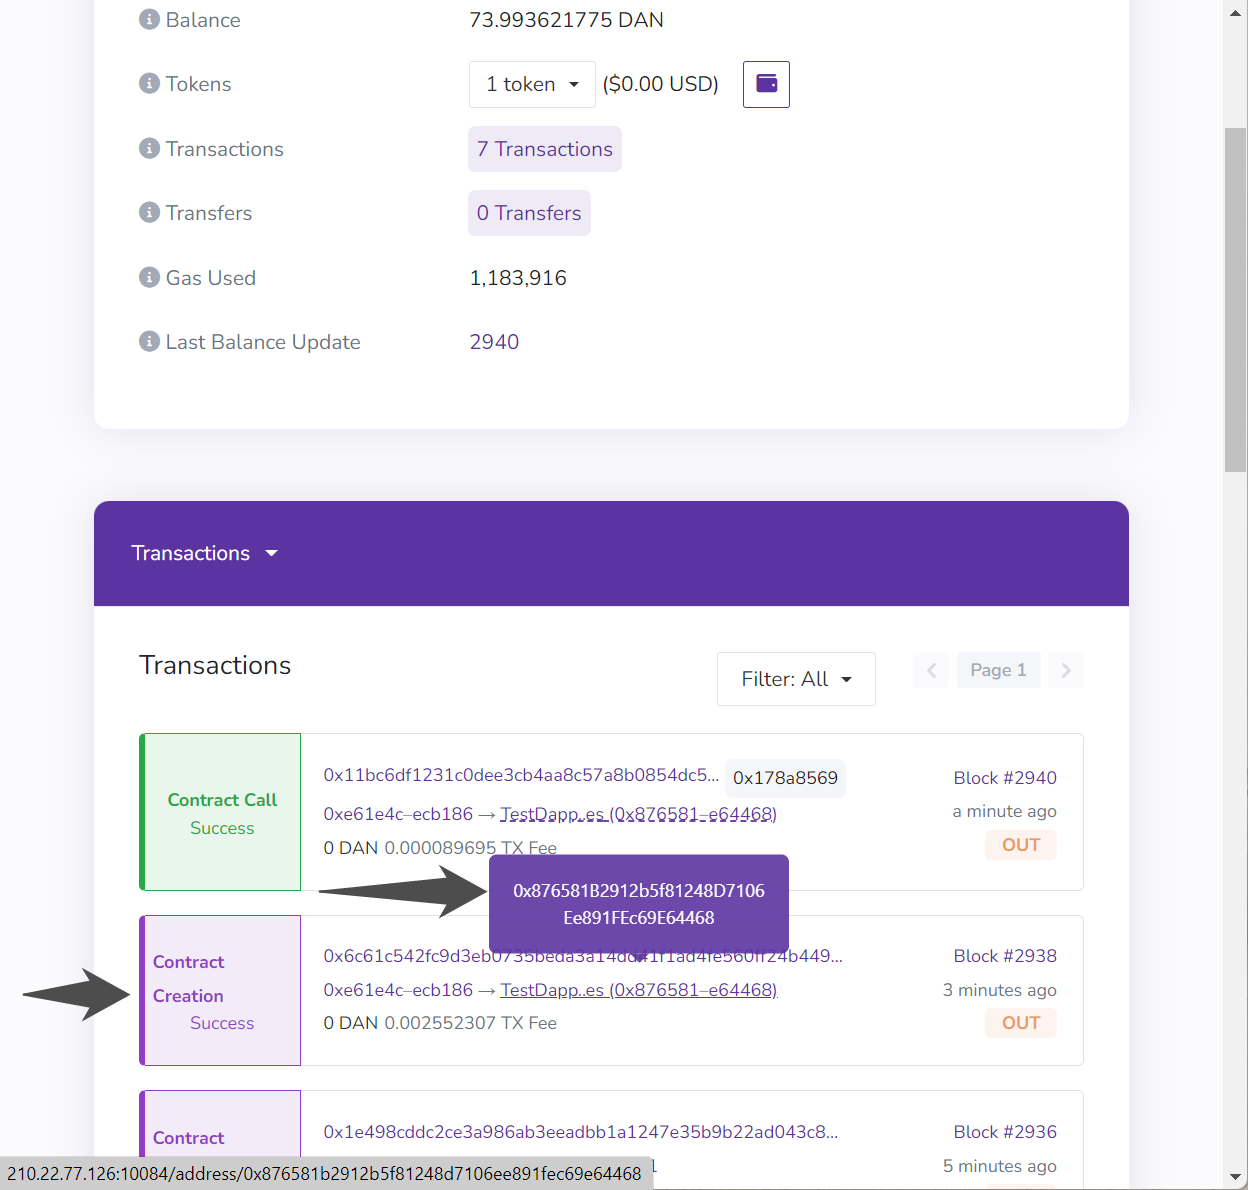 Balance 73.993621775 DAN
Tokens 1 token ($0.00 USD)
Transactions 7 Transactions
Transfers 0 Transfers
Gas Used 1,183,916
Last Balance Update 2940
Transactions
Transactions
Filter: All
Page 1
Contract Call
Success
0x11bc6df1231c0dee3cb4aa8c57a8b0854dc5... 0x178a8569
0xe61e4c–ecb186 → TestDapp..es (0x876581–e64468)
0 DAN 0.000089695 TX Fee
Block #2940
a minute ago
OUT
0x876581B2912b5f81248D7106
Ee891FEc69E64468
Contract
Creation
Success
0x6c61c542fc9d3eb0735beda3a14dd41f1ad4fe560ff24b449...
0xe61e4c–ecb186 → TestDapp..es (0x876581–e64468)
0 DAN 0.002552307 TX Fee
Block #2938
3 minutes ago
OUT
Contract
0x1e498cddc2ce3a986ab3eeadbb1a1247e35b9b22ad043c8...
Block #2936
5 minutes ago
210.22.77.126:10084/address/0x876581b2912b5f81248d7106ee891fec69e64468